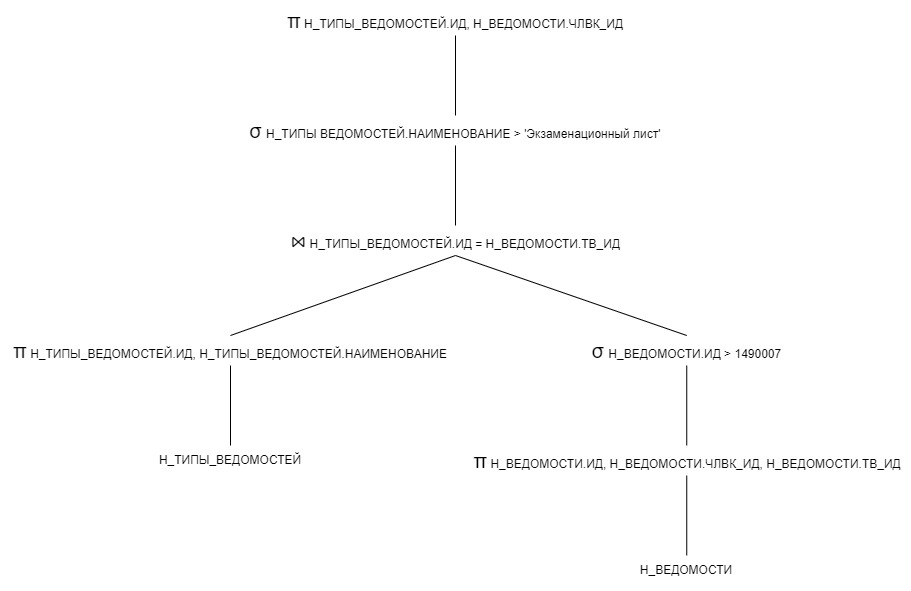 π Н_ТИПЫ_ВЕДОМОСТЕЙ.ИД, Н_ВЕДОМОСТИ.ЧЛВК_ИД
σ Н_ТИПЫ ВЕДОМОСТЕЙ.НАИМЕНОВАНИЕ > 'Экзаменационный лист'
⋈ Н_ТИПЫ_ВЕДОМОСТЕЙ.ИД = Н_ВЕДОМОСТИ.ТВ_ИД
π Н_ТИПЫ_ВЕДОМОСТЕЙ.ИД, Н_ТИПЫ_ВЕДОМОСТЕЙ.НАИМЕНОВАНИЕ
σ Н_ВЕДОМОСТИ.ИД > 1490007
Н_ТИПЫ_ВЕДОМОСТЕЙ
π Н_ВЕДОМОСТИ.ИД, Н_ВЕДОМОСТИ.ЧЛВК_ИД, Н_ВЕДОМОСТИ.ТВ_ИД
Н_ВЕДОМОСТИ